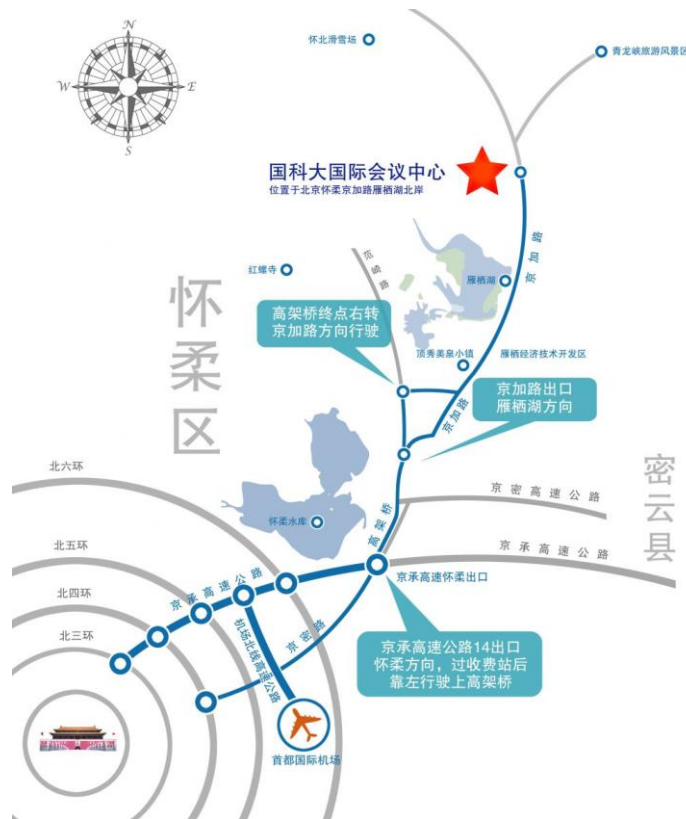 N
W
E
S
怀北滑雪场
青龙峡旅游风景区
国科大国际会议中心
位置于北京怀柔京加路雁栖湖北岸
京加路
范崎路
红螺寺
雁栖湖
怀柔区
高架桥终点右转
京加路方向行驶
顶秀美泉小镇
雁栖经济技术开发区
京加路出口
雁栖湖方向
京加路
密云县
北六环
京密高速公路
怀柔水库
高架桥
北五环
京承高速公路
京承高速公路
京承高速怀柔出口
北四环
机场北线高速公路
京密路
北三环
京承高速公路14出口
怀柔方向，过收费站后
靠左行驶上高架桥
首都国际机场